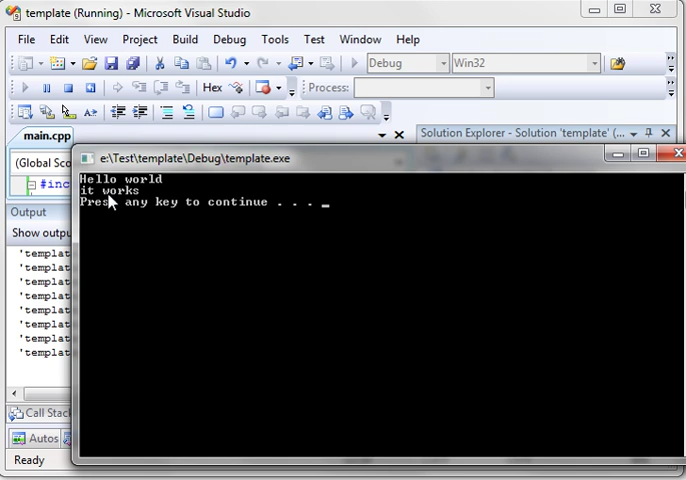 template (Running) - Microsoft Visual Studio
File Edit View Project Build Debug Tools Test Window Help
Debug Win32
Hex Process:
main.cpp Solution Explorer - Solution 'template' (...
(Global Sco
e:\Test\template\Debug\template.exe
#inc
Hello world
it works
Press any key to continue . . . _
Output
Show outpu
'templat
'templat
'templat
'templat
'templat
'templat
'templat
'templat
Call Stack
Autos
Ready